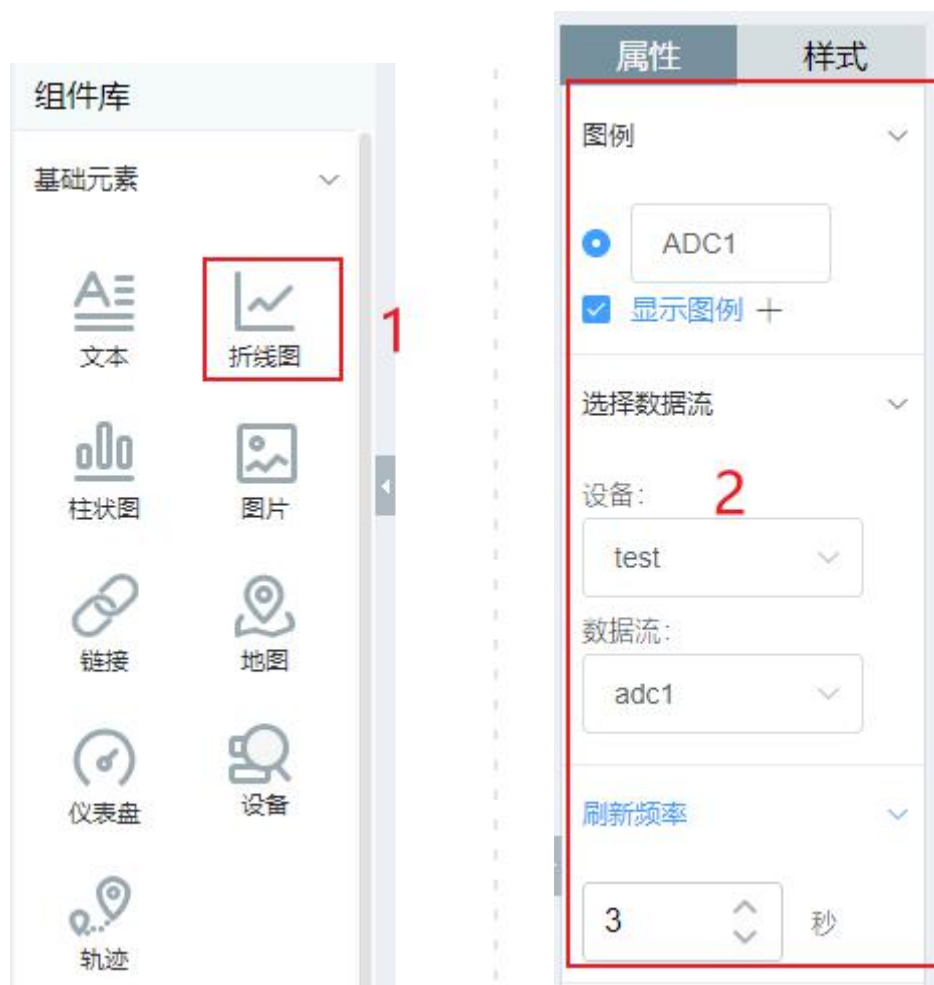 组件库
基础元素
文本
折线图
1
柱状图
图片
链接
地图
仪表盘
设备
轨迹
属性 样式
图例
ADC1
显示图例 +
选择数据流
设备:
2
test
数据流:
adc1
刷新频率
3 秒